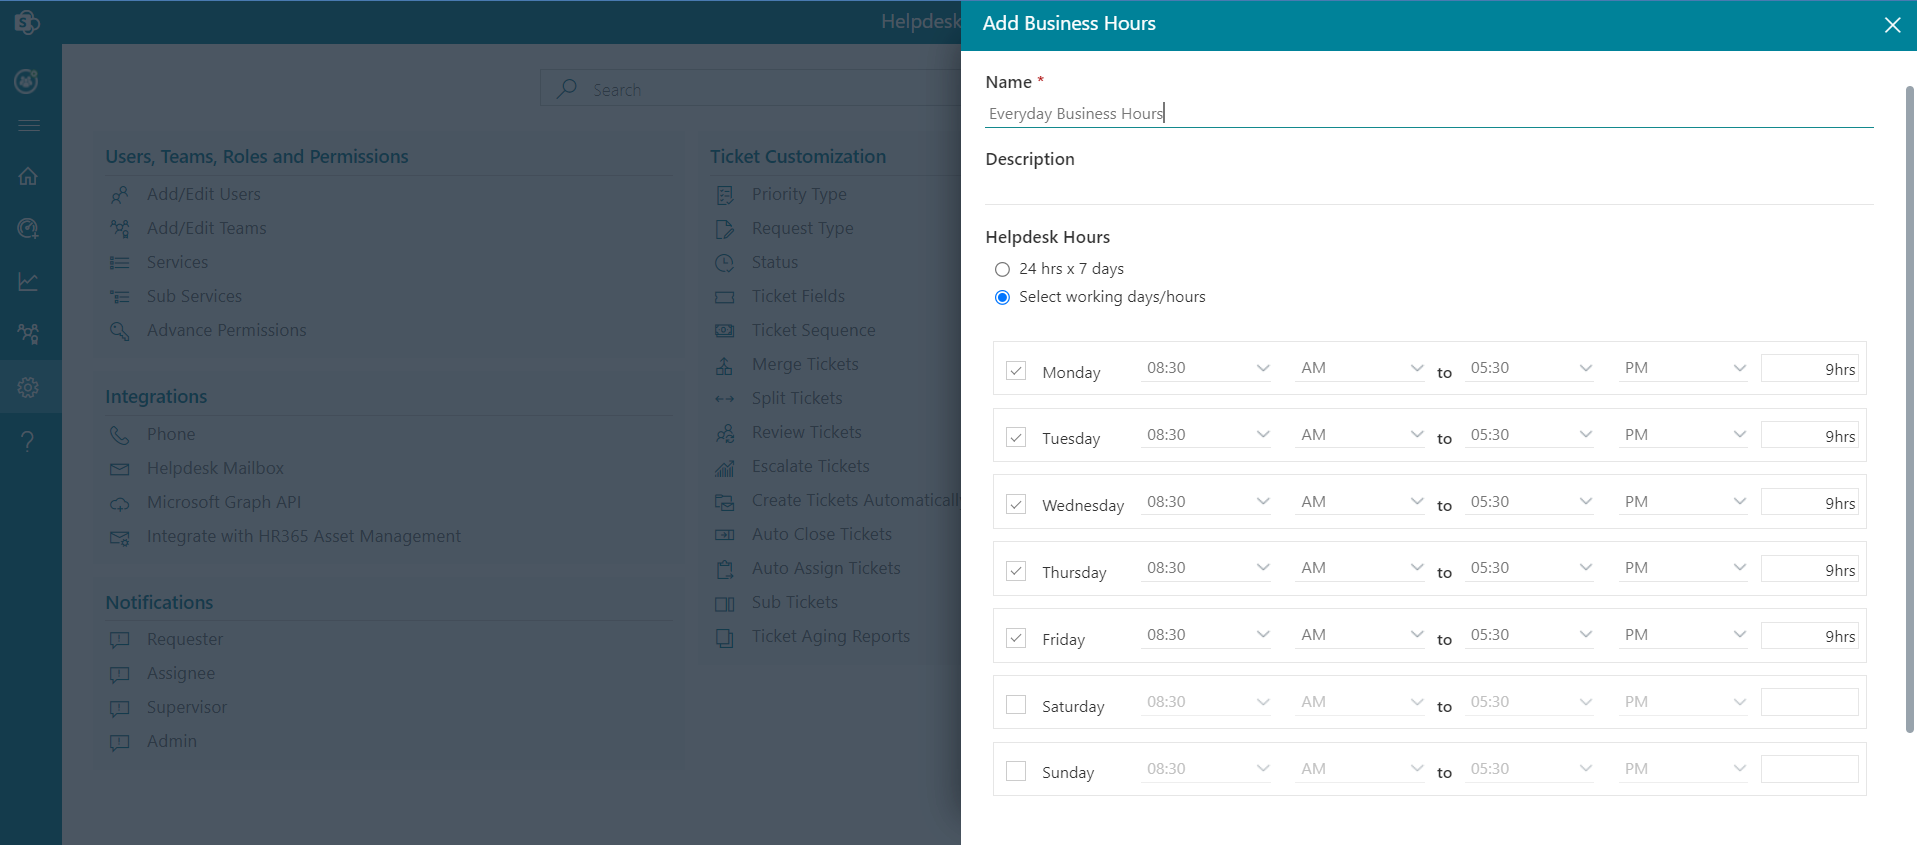 Helpdesk
Search
Users, Teams, Roles and Permissions
Add/Edit Users
Add/Edit Teams
Services
Sub Services
Advance Permissions
Integrations
Phone
Helpdesk Mailbox
Microsoft Graph API
Integrate with HR365 Asset Management
Notifications
Requester
Assignee
Supervisor
Admin
Ticket Customization
Priority Type
Request Type
Status
Ticket Fields
Ticket Sequence
Merge Tickets
Split Tickets
Review Tickets
Escalate Tickets
Create Tickets Automatically
Auto Close Tickets
Auto Assign Tickets
Sub Tickets
Ticket Aging Reports
Add Business Hours
Name *
Everyday Business Hours
Description
Helpdesk Hours
24 hrs x 7 days
Select working days/hours
Monday 08:30 AM to 05:30 PM 9hrs
Tuesday 08:30 AM to 05:30 PM 9hrs
Wednesday 08:30 AM to 05:30 PM 9hrs
Thursday 08:30 AM to 05:30 PM 9hrs
Friday 08:30 AM to 05:30 PM 9hrs
Saturday 08:30 AM to 05:30 PM
Sunday 08:30 AM to 05:30 PM